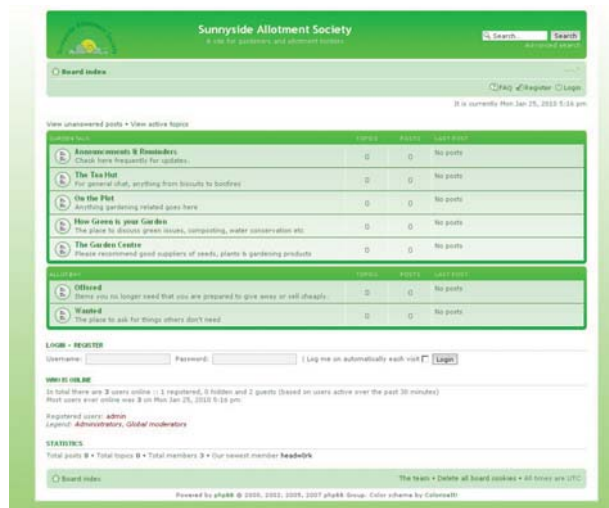 Sunnyside Allotment Society
A site for gardeners and allotment holders
Search...
Search
Advanced search
Board index
FAQ Register Login
It is currently Mon Jan 25, 2010 5:16 pm
View unanswered posts • View active topics
GARDEN TALK TOPICS POSTS LAST POST
Announcements & Reminders
Check here frequently for updates.
0 0 No posts
The Tea Hut
For general chat, anything from biscuits to bonfires
0 0 No posts
On the Plot
Anything gardening related goes here
0 0 No posts
How Green is your Garden
The place to discuss green issues, composting, water conservation etc
0 0 No posts
The Garden Centre
Please recommend good suppliers of seeds, plants & gardening products
0 0 No posts
TOPICS POSTS LAST POST
Offered
Items you no longer need that you are prepared to give away or sell cheaply.
0 0 No posts
Wanted
The place to ask for things others don't need
0 0 No posts
LOGIN • REGISTER
Username: Password: | Log me on automatically each visit Login
WHO IS ONLINE
In total there are 3 users online :: 1 registered, 0 hidden and 2 guests (based on users active over the past 30 minutes)
Most users ever online was 3 on Mon Jan 25, 2010 5:16 pm
Registered users: admin
Legend: Administrators, Global moderators
STATISTICS
Total posts 0 • Total topics 0 • Total members 3 • Our newest member headw0rk
Board index
The team • Delete all board cookies • All times are UTC
Powered by phpBB © 2000, 2002, 2005, 2007 phpBB Group. Color scheme by ColorizeIt!